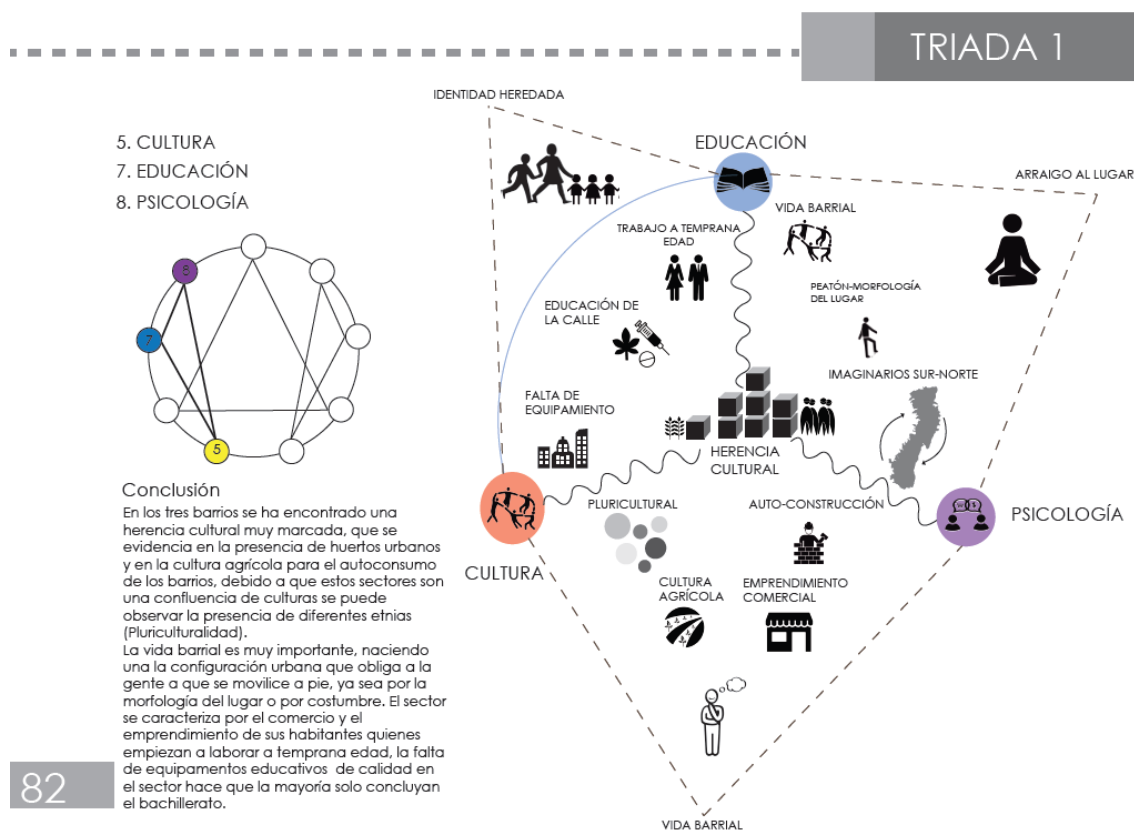 TRIADA 1
5. CULTURA
7. EDUCACIÓN
8. PSICOLOGÍA
8
7
5
Conclusión
En los tres barrios se ha encontrado una
herencia cultural muy marcada, que se
evidencia en la presencia de huertos urbanos
y en la cultura agrícola para el autoconsumo
de los barrios, debido a que estos sectores son
una confluencia de culturas se puede
observar la presencia de diferentes etnias
(Pluriculturalidad).
La vida barrial es muy importante, naciendo
una la configuración urbana que obliga a la
gente a que se movilice a pie, ya sea por la
morfología del lugar o por costumbre. El sector
se caracteriza por el comercio y el
emprendimiento de sus habitantes quienes
empiezan a laborar a temprana edad, la falta
de equipamentos educativos  de calidad en
el sector hace que la mayoría solo concluyan
el bachillerato.
82
IDENTIDAD HEREDADA
EDUCACIÓN
ARRAIGO AL LUGAR
VIDA BARRIAL
TRABAJO A TEMPRANA
EDAD
PEATÓN-MORFOLOGÍA
DEL LUGAR
EDUCACIÓN DE
LA CALLE
IMAGINARIOS SUR-NORTE
FALTA DE
EQUIPAMIENTO
HERENCIA
CULTURAL
PLURICULTURAL
AUTO-CONSTRUCCIÓN
PSICOLOGÍA
CULTURA
CULTURA
AGRÍCOLA
EMPRENDIMIENTO
COMERCIAL
VIDA BARRIAL